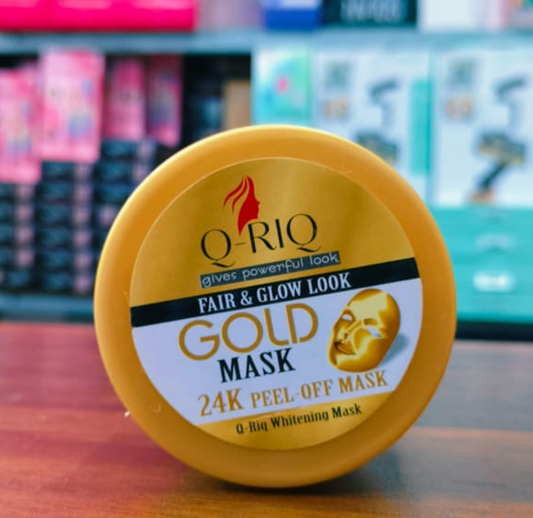 Q-RIQ
gives powerful look
FAIR & GLOW LOOK
GOLD
MASK
24K PEEL-OFF MASK
Q-Riq Whitening Mask